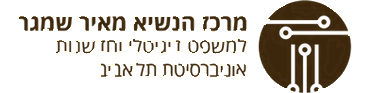 מרכז הנשיא מאיר שמגר
למשפט דיגיטלי וחדשנות
אוניברסיטת תל אביב